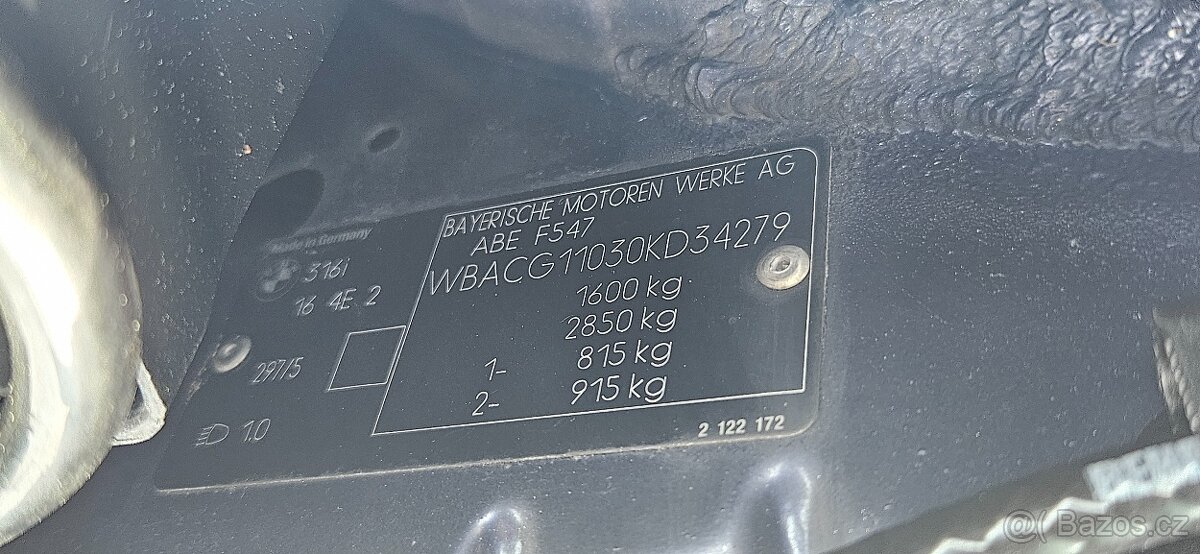 BAYERISCHE MOTOREN WERKE AG
ABE F547
WBACG11030KD34279
1600 kg
2850 kg
1- 815 kg
2- 915 kg
2 122 172
Made in Germany
316i
16 4E 2
297/5
1.0
@( Bazos.cz